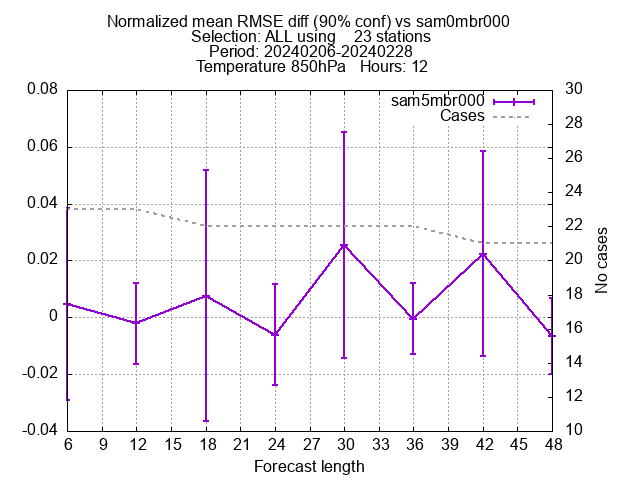 Normalized mean RMSE diff (90% conf) vs sam0mbr000
Selection: ALL using    23 stations
Period: 20240206-20240228
Temperature 850hPa   Hours: 12
0.08
0.06
0.04
0.02
0
-0.02
-0.04
sam5mbr000
Cases
30
28
26
24
22
20
18
16
14
12
10
No cases
6 9 12 15 18 21 24 27 30 33 36 39 42 45 48
Forecast length